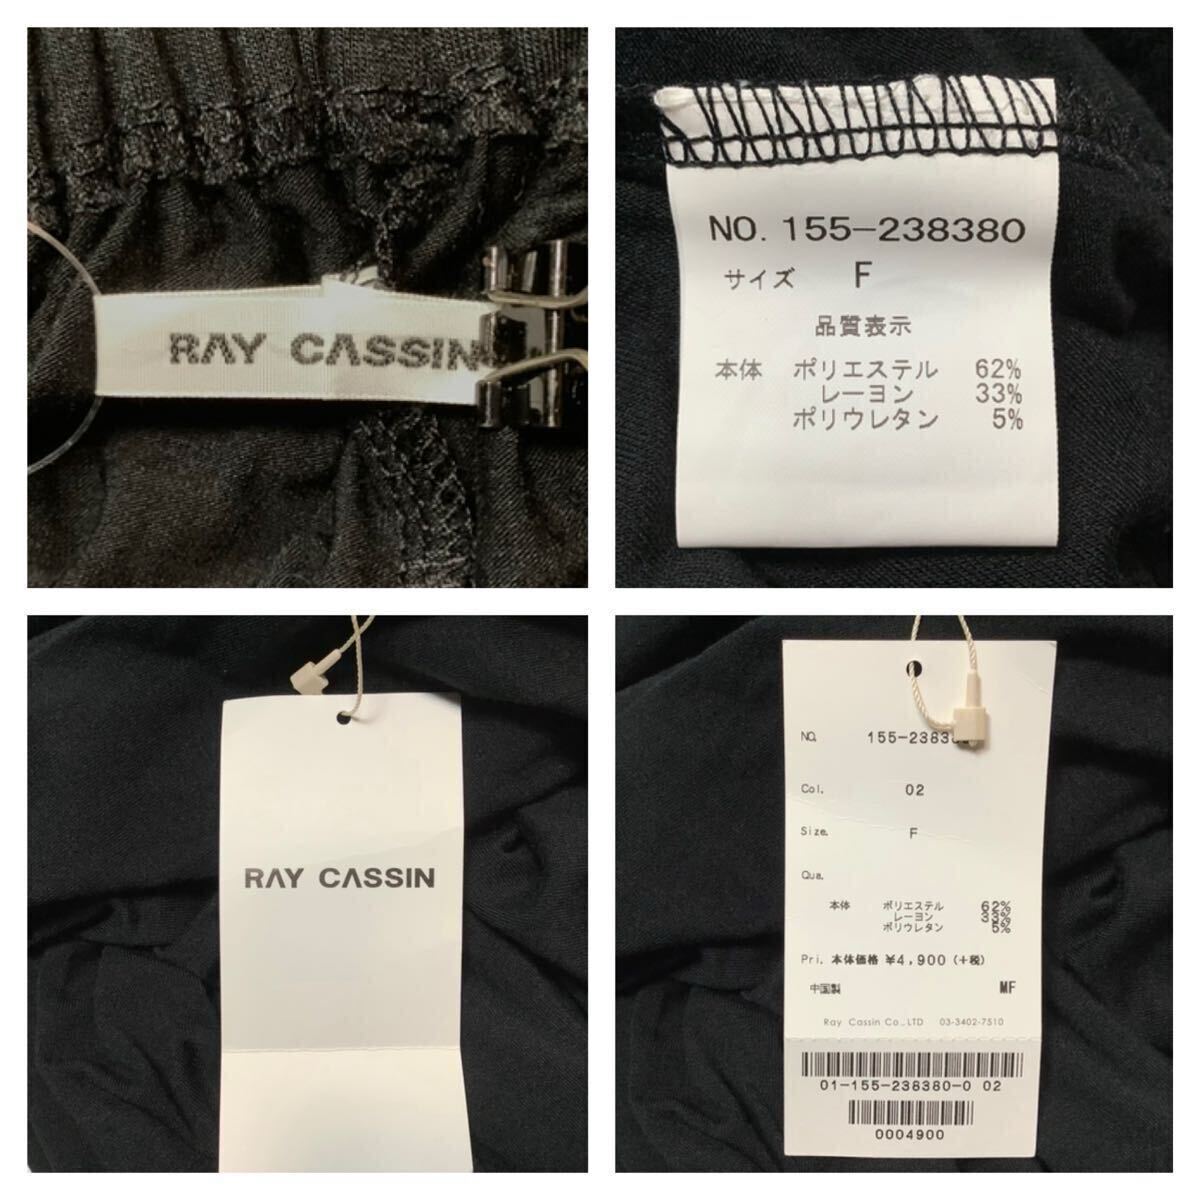 RAY CASSIN
NO. 155-238380
サイズ F
品質表示
本体 ポリエステル 62%
レーヨン 33%
ポリウレタン 5%
RAY CASSIN
NO. 155-23838
Col. 02
Size. F
Qua.
本体 ポリエステル 62%
レーヨン 33%
ポリウレタン 5%
Pri. 本体価格 ¥4,900 (+税)
中国製 MF
Ray Cassin Co.,LTD 03-3402-7510
01-155-238380-0 02
0004900